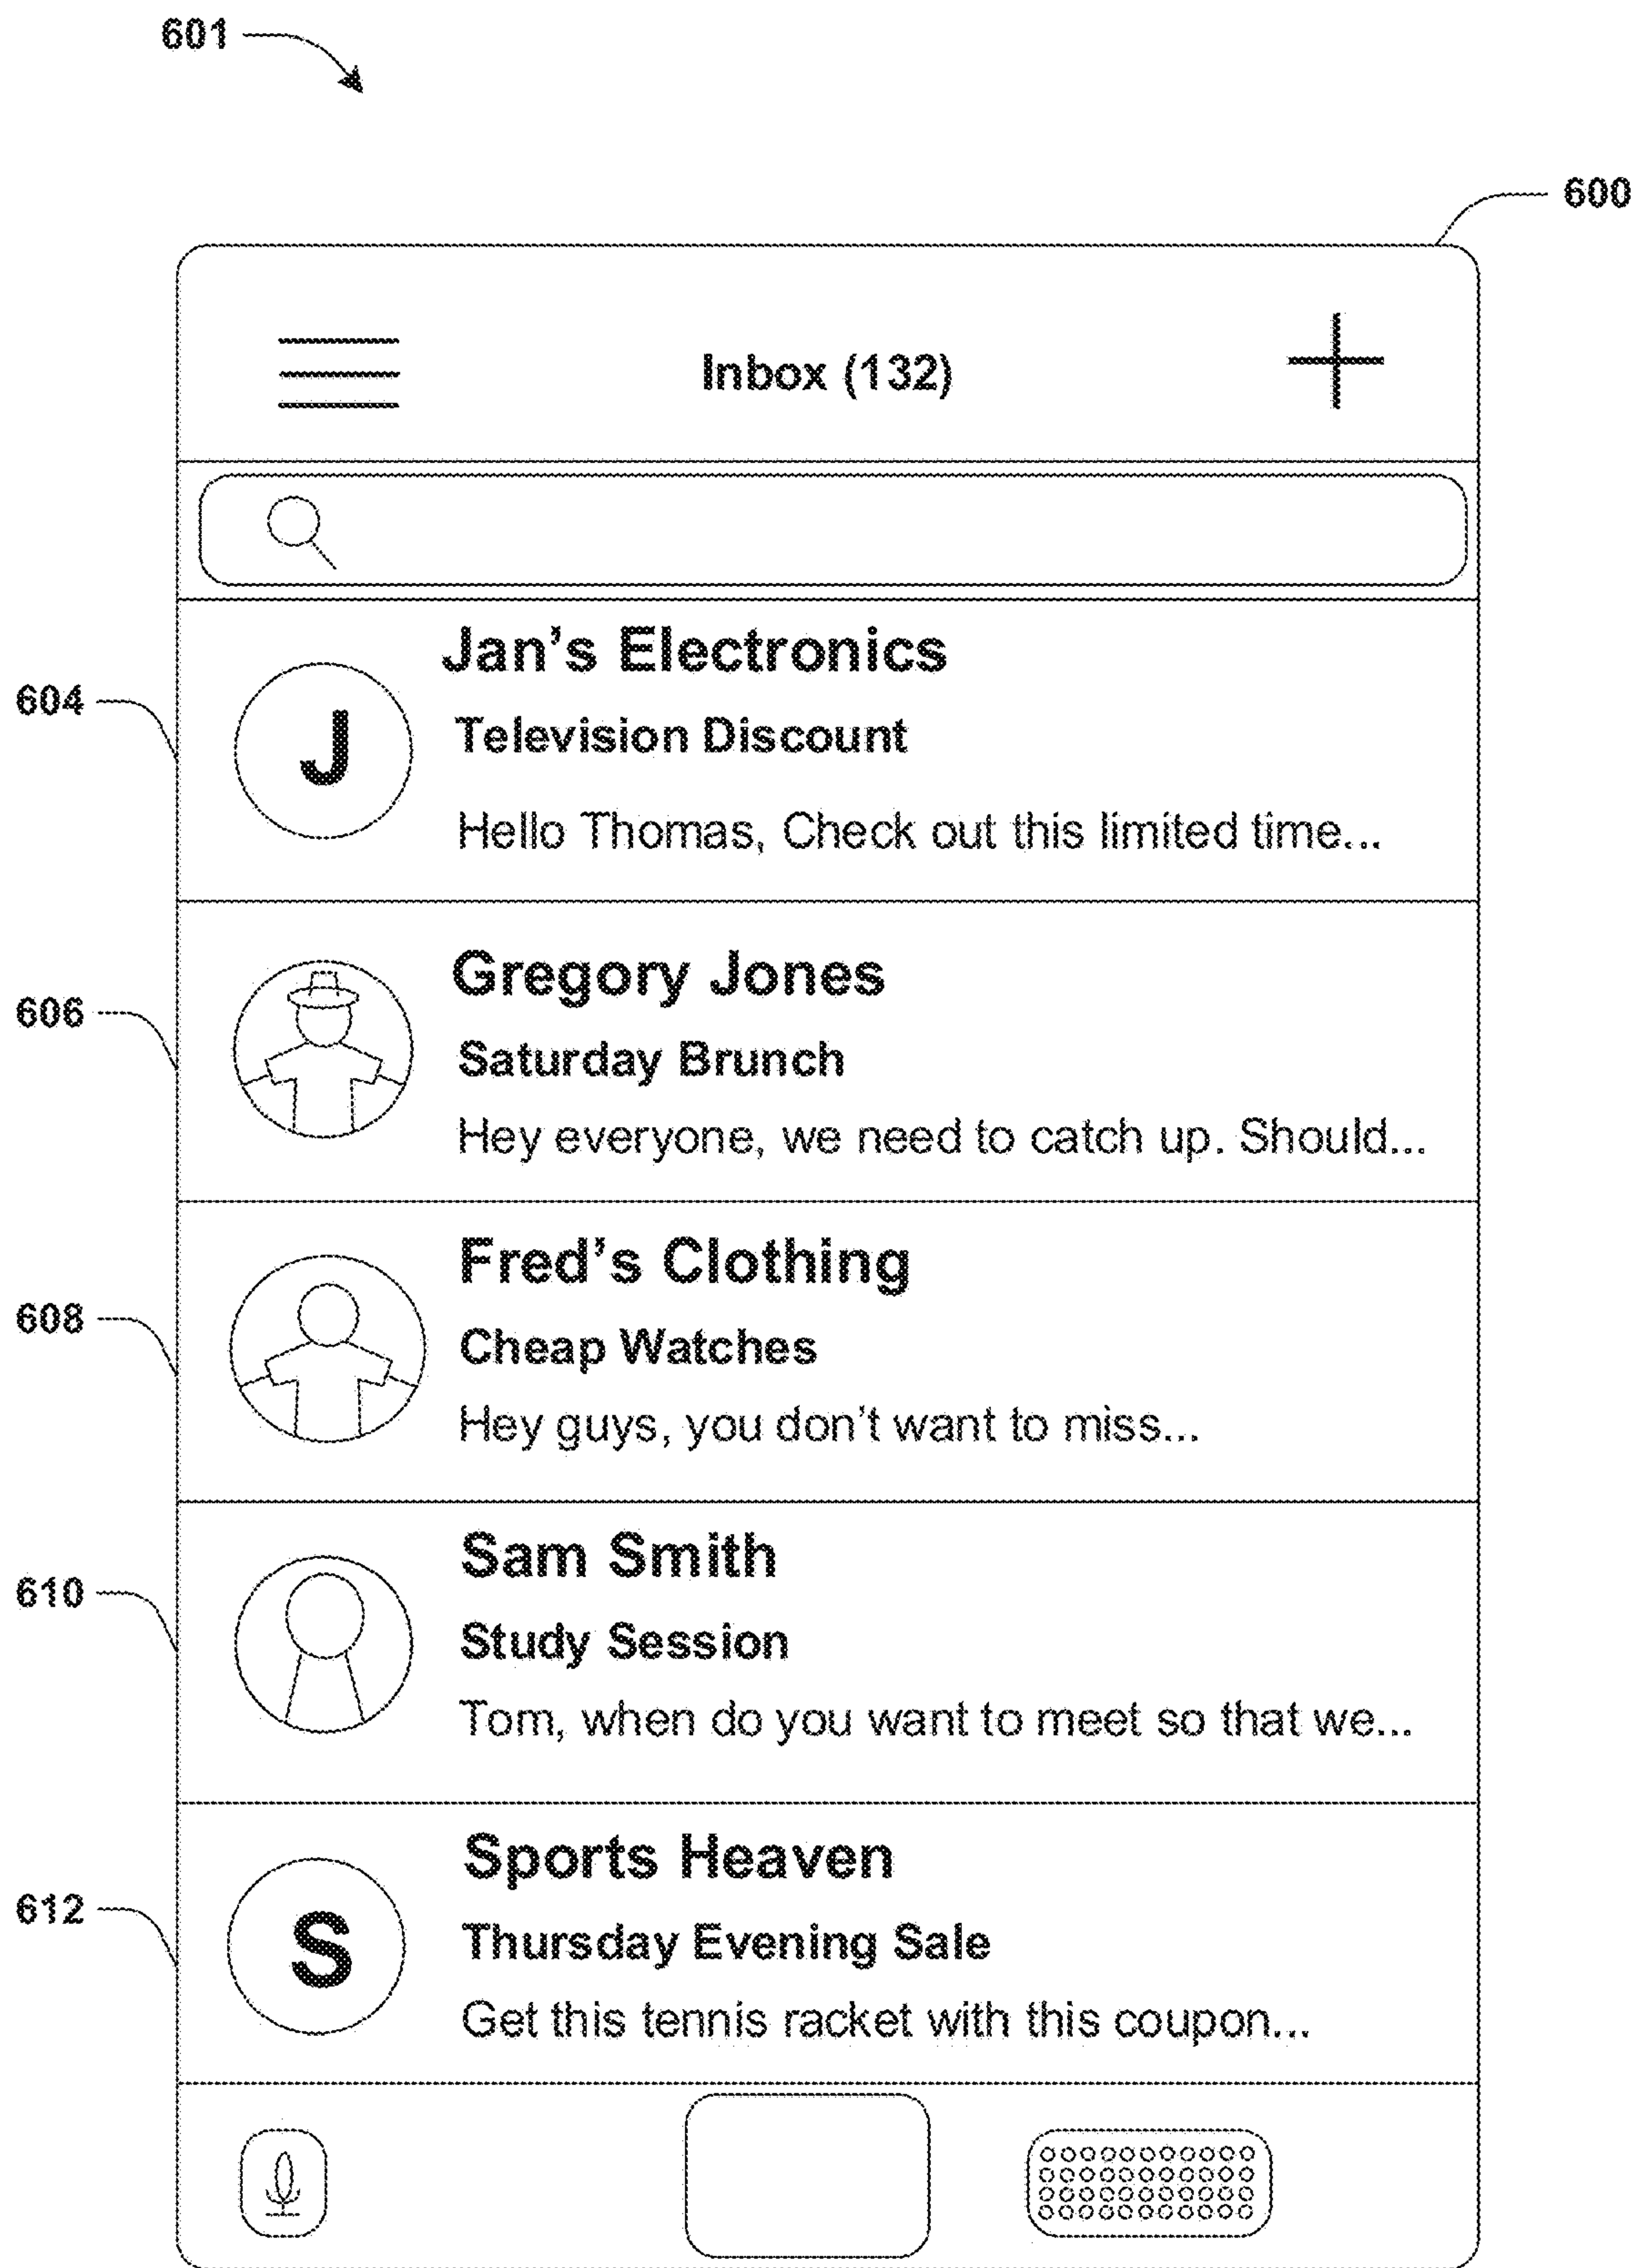 601
600
Inbox (132)
604
J
Jan's Electronics
Television Discount
Hello Thomas, Check out this limited time...
606
Gregory Jones
Saturday Brunch
Hey everyone, we need to catch up. Should...
608
Fred's Clothing
Cheap Watches
Hey guys, you don't want to miss...
610
Sam Smith
Study Session
Tom, when do you want to meet so that we...
612
S
Sports Heaven
Thursday Evening Sale
Get this tennis racket with this coupon...